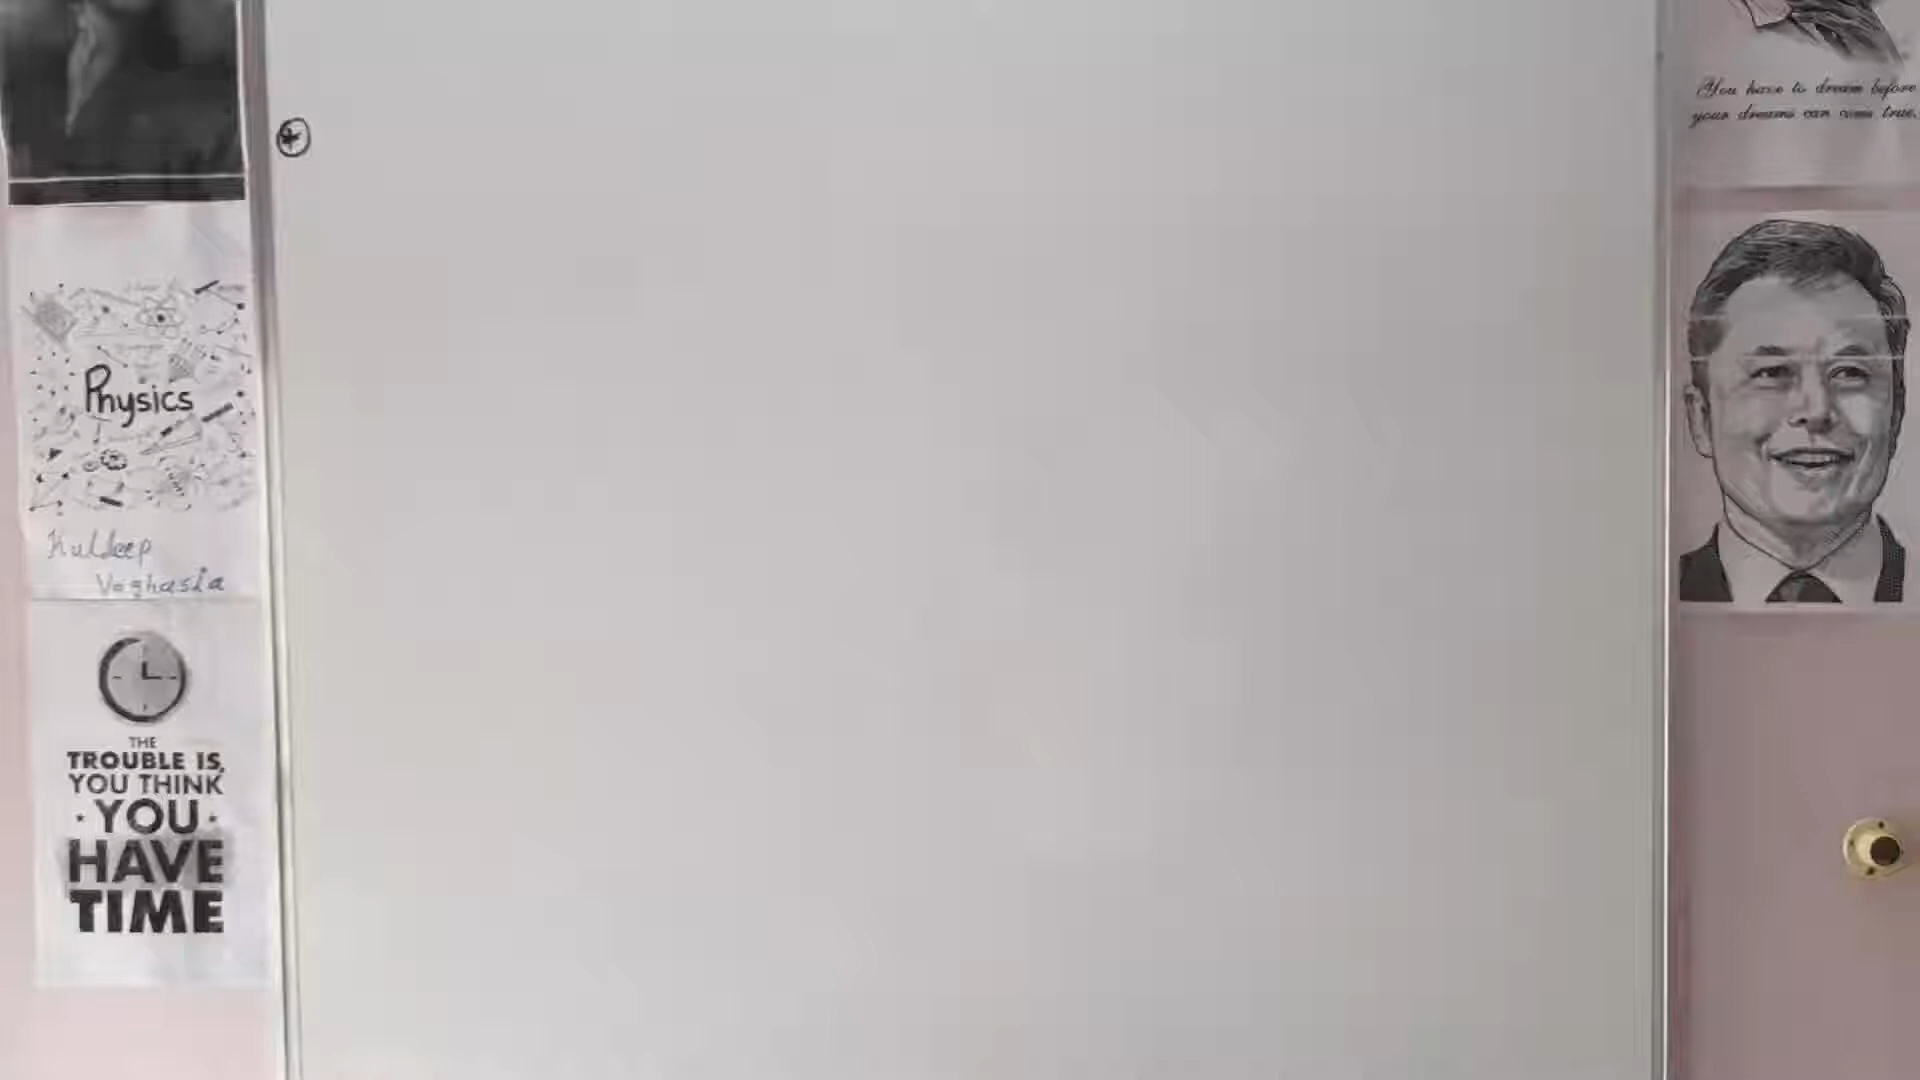 Physics
Kuldeep
Vaghasia
THE
TROUBLE IS,
YOU THINK
• YOU •
HAVE
TIME
You have to dream before
your dreams can come true.